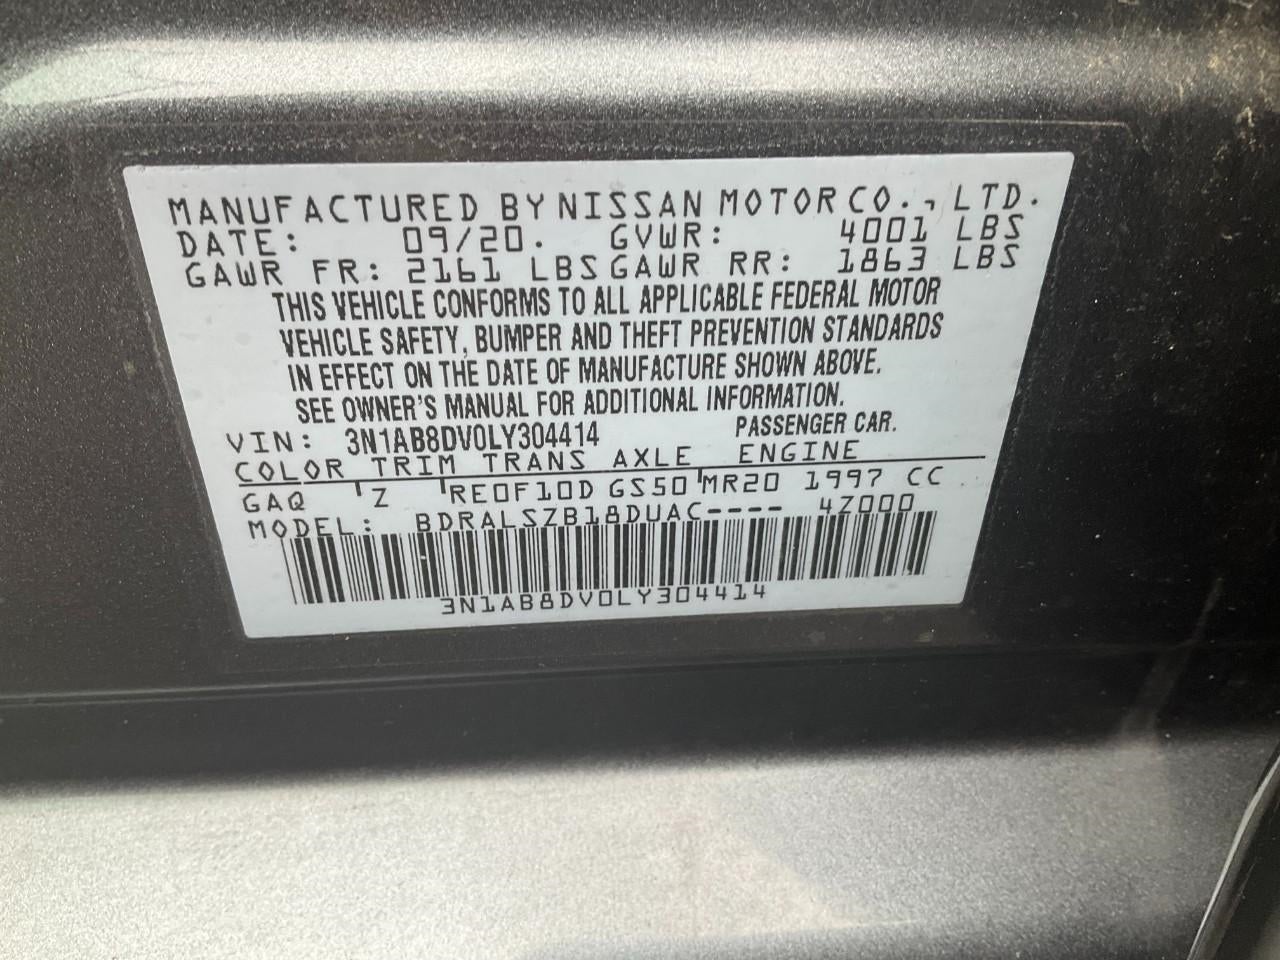 MANUFACTURED BY NISSAN MOTOR CO., LTD.
DATE: 09/20. GVWR: 4001 LBS
GAWR FR: 2161 LBS GAWR RR: 1863 LBS
THIS VEHICLE CONFORMS TO ALL APPLICABLE FEDERAL MOTOR
VEHICLE SAFETY, BUMPER AND THEFT PREVENTION STANDARDS
IN EFFECT ON THE DATE OF MANUFACTURE SHOWN ABOVE.
SEE OWNER'S MANUAL FOR ADDITIONAL INFORMATION.
VIN: 3N1AB8DV0LY304414 PASSENGER CAR.
COLOR TRIM TRANS AXLE ENGINE
GAQ Z RE0F10D GS50 MR20 1997 CC
MODEL: BDRALSZB18DUAC---- 4Z000
3N1AB8DV0LY304414